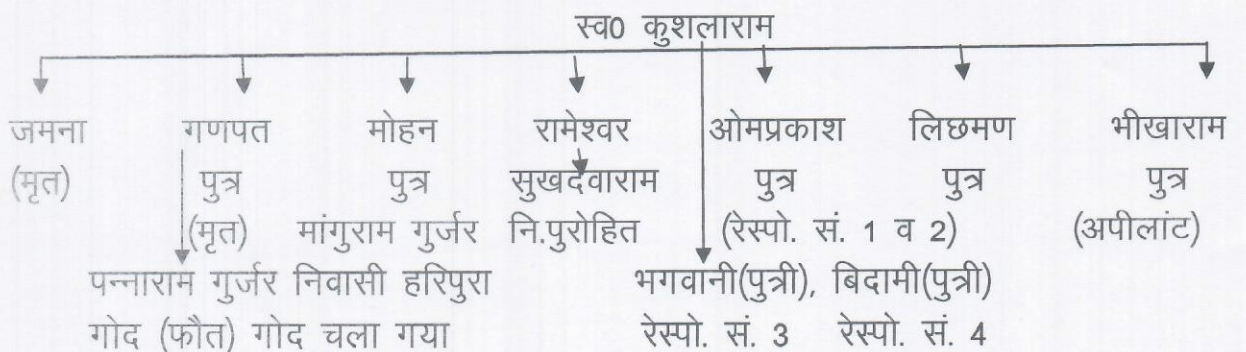 स्व0 कुशलाराम
जमना गणपत मोहन रामेश्वर ओमप्रकाश लिछमण भीखाराम
(मृत) पुत्र पुत्र सुखदेवाराम पुत्र पुत्र पुत्र
(मृत) मांगुराम गुर्जर नि.पुरोहित (रेस्पो. सं. 1 व 2) (अपीलांट)
पन्नाराम गुर्जर निवासी हरिपुरा भगवानी(पुत्री), बिदामी(पुत्री)
गोद (फौत) गोद चला गया रेस्पो. सं. 3 रेस्पो. सं. 4